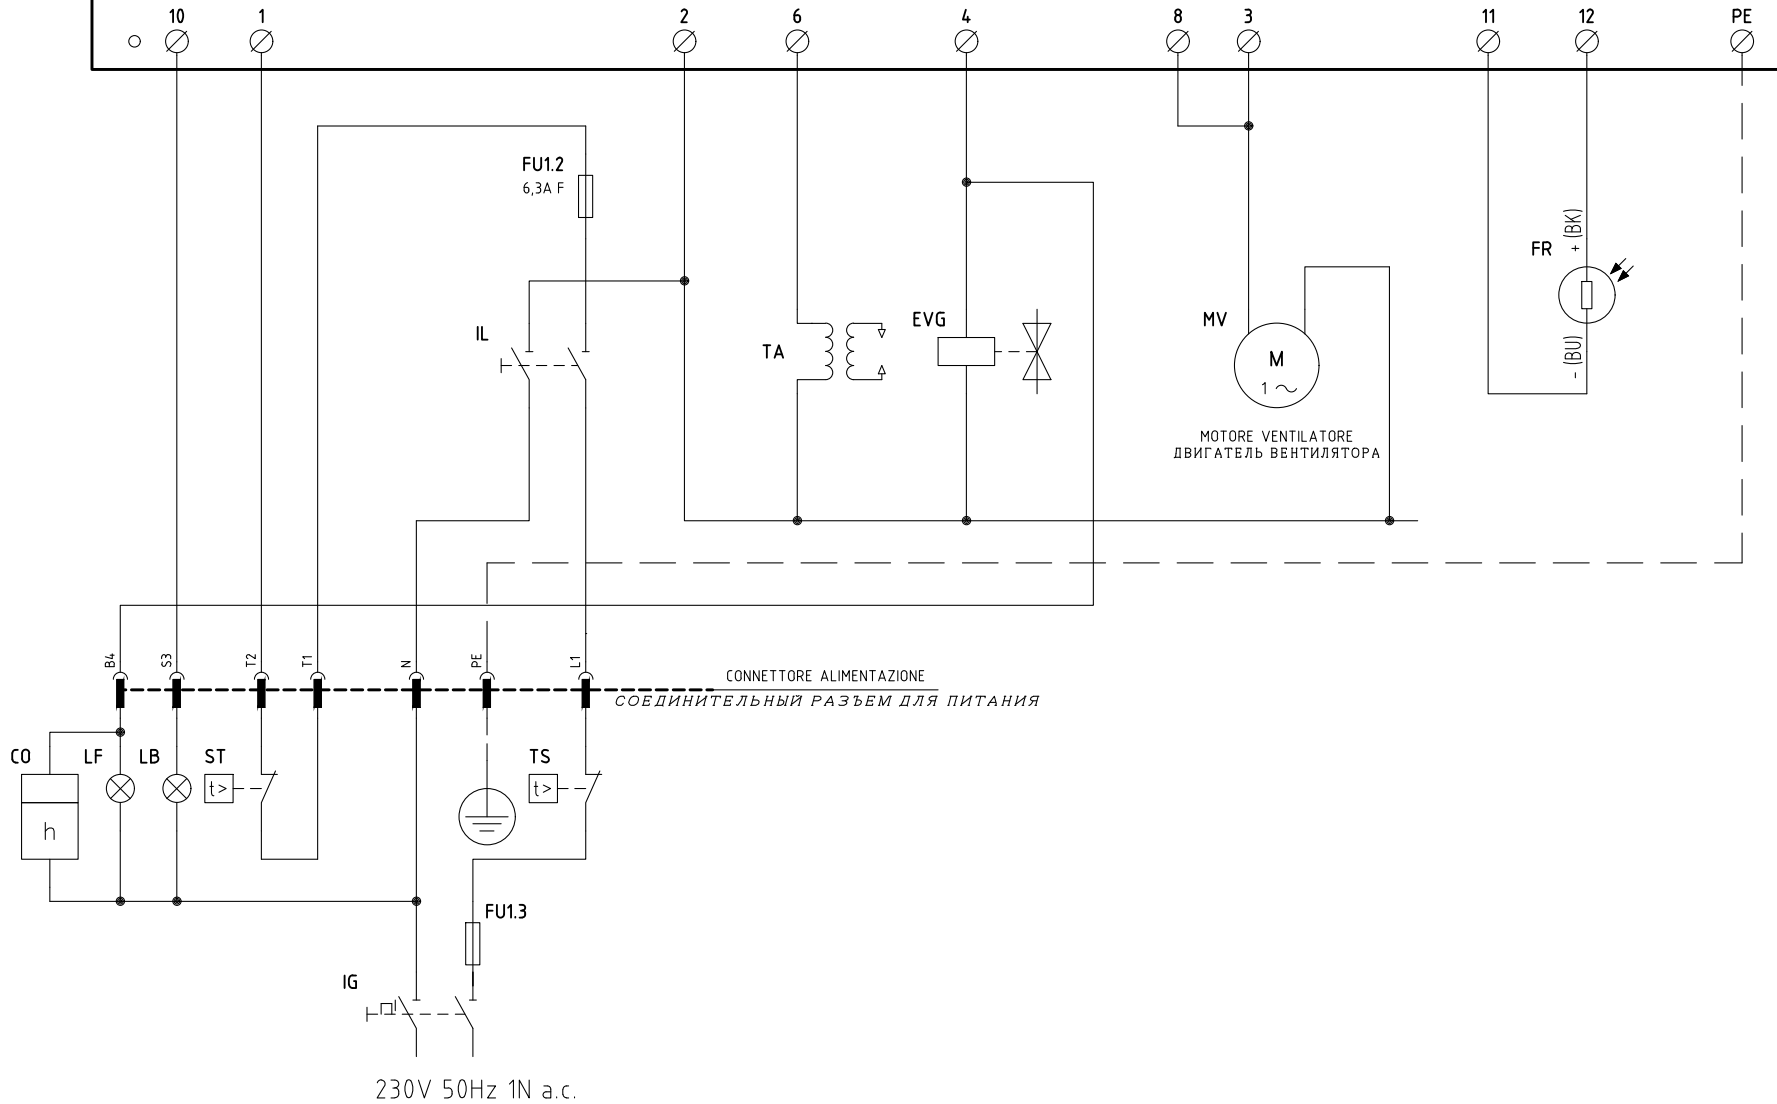 10 1 2 6 4 8 3 11 12 PE
FU1.2
6,3A F
+ (BK)
FR
IL
TA
EVG
MV
M
1 ~
- (BU)
MOTORE VENTILATORE
ДВИГАТЕЛЬ ВЕНТИЛЯТОРА
B4 S3 T2 T1 N PE L1
CONNETTORE ALIMENTAZIONE
СОЕДИНИТЕЛЬНЫЙ РАЗЪЕМ ДЛЯ ПИТАНИЯ
CO LF LB ST TS
t> t>
h
FU1.3
IG
230V 50Hz 1N a.c.